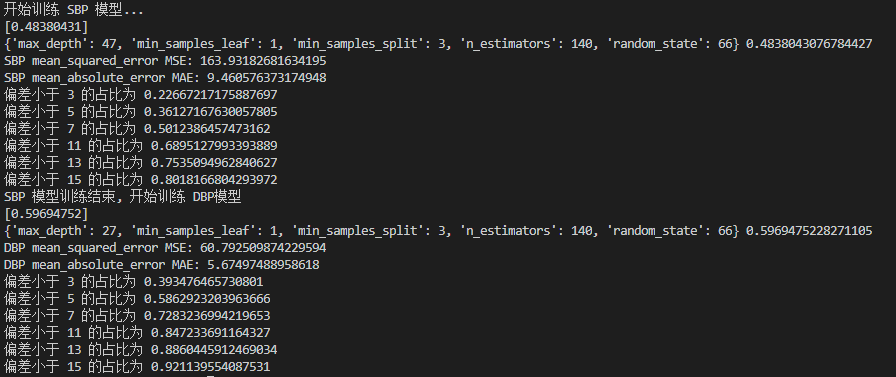 开始训练 SBP 模型...
[0.48380431]
{'max_depth': 47, 'min_samples_leaf': 1, 'min_samples_split': 3, 'n_estimators': 140, 'random_state': 66} 0.4838043076784427
SBP mean_squared_error MSE: 163.93182681634195
SBP mean_absolute_error MAE: 9.460576373174948
偏差小于 3 的占比为 0.22667217175887697
偏差小于 5 的占比为 0.36127167630057805
偏差小于 7 的占比为 0.5012386457473162
偏差小于 11 的占比为 0.6895127993393889
偏差小于 13 的占比为 0.7535094962840627
偏差小于 15 的占比为 0.8018166804293972
SBP 模型训练结束, 开始训练 DBP模型
[0.59694752]
{'max_depth': 27, 'min_samples_leaf': 1, 'min_samples_split': 3, 'n_estimators': 140, 'random_state': 66} 0.5969475228271105
DBP mean_squared_error MSE: 60.792509874229594
DBP mean_absolute_error MAE: 5.67497488958618
偏差小于 3 的占比为 0.393476465730801
偏差小于 5 的占比为 0.5862923203963666
偏差小于 7 的占比为 0.7283236994219653
偏差小于 11 的占比为 0.847233691164327
偏差小于 13 的占比为 0.8860445912469034
偏差小于 15 的占比为 0.921139554087531